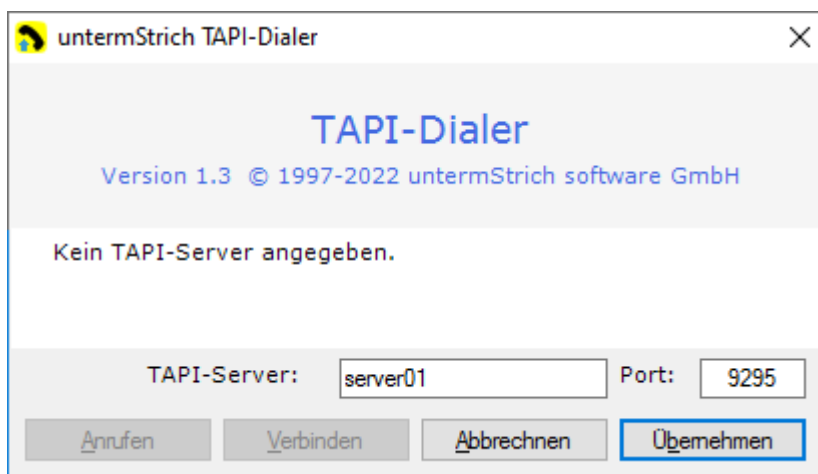 untermStrich TAPI-Dialer
TAPI-Dialer
Version 1.3 © 1997-2022 untermStrich software GmbH
Kein TAPI-Server angegeben.
TAPI-Server: server01 Port: 9295
Anrufen Verbinden Abbrechnen Übernehmen